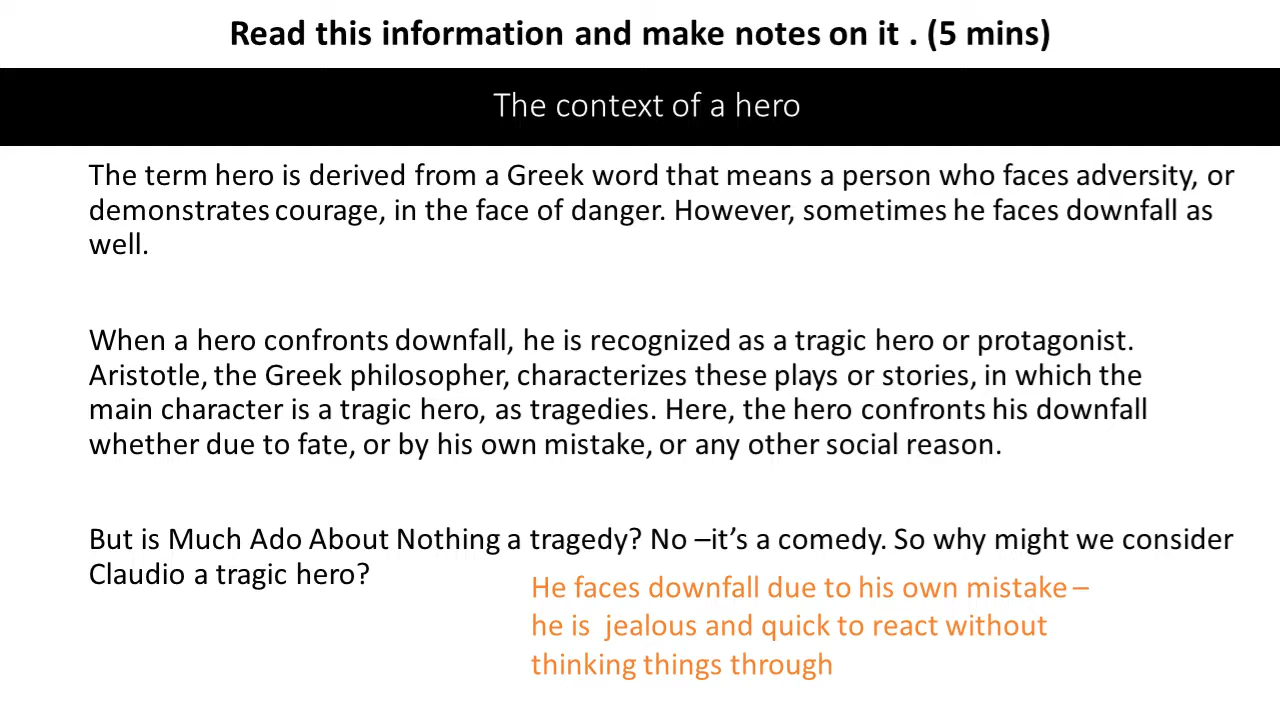 Read this information and make notes on it . (5 mins)
The context of a hero
The term hero is derived from a Greek word that means a person who faces adversity, or
demonstrates courage, in the face of danger. However, sometimes he faces downfall as
well.
When a hero confronts downfall, he is recognized as a tragic hero or protagonist.
Aristotle, the Greek philosopher, characterizes these plays or stories, in which the
main character is a tragic hero, as tragedies. Here, the hero confronts his downfall
whether due to fate, or by his own mistake, or any other social reason.
But is Much Ado About Nothing a tragedy? No –it’s a comedy. So why might we consider
Claudio a tragic hero?
He faces downfall due to his own mistake –
he is  jealous and quick to react without
thinking things through